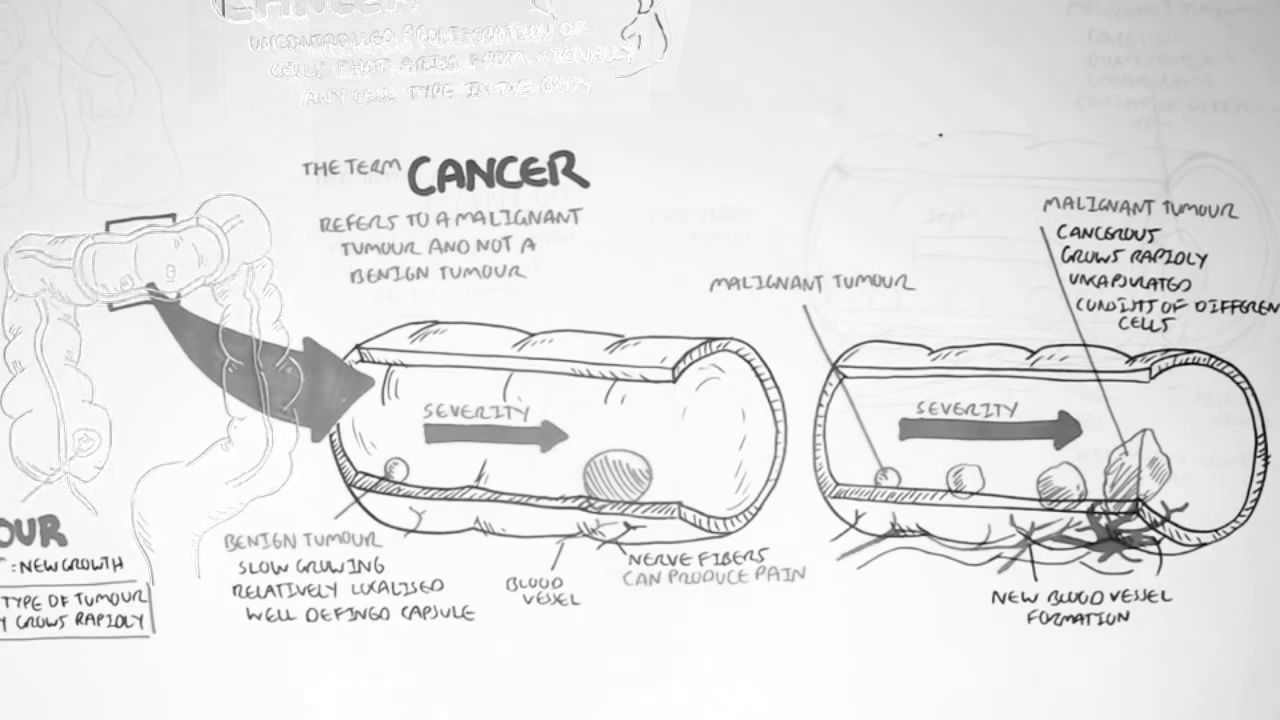 CANCER
UNCONTROLLED PROLIFERATION OF
CELLS THAT ARISE FROM VIRTUALLY
ANY CELL TYPE IN THE BODY
THE TERM CANCER
REFERS TO A MALIGNANT
TUMOUR AND NOT A
BENIGN TUMOUR
MALIGNANT TUMOUR
MALIGNANT TUMOUR
CANCEROUS
GROWS RAPIDLY
UNCAPSULATED
CONSISTS OF DIFFEREN
CELLS
SEVERITY
SEVERITY
OUR
: NEW GROWTH
TYPE OF TUMOUR
Y GROWS RAPIDLY
BENIGN TUMOUR
SLOW GROWING
RELATIVELY LOCALISED
WELL DEFINGD CAPSULE
BLOOD
VESSEL
NERVE FIBERS
CAN PRODUCE PAIN
NEW BLOOD VESSEL
FORMATION